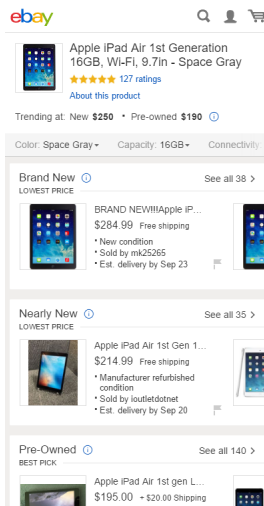 ebay
Apple iPad Air 1st Generation
16GB, Wi-Fi, 9.7in - Space Gray
127 ratings
About this product
Trending at: New $250 • Pre-owned $190
Color: Space Gray Capacity: 16GB Connectivity
Brand New See all 38 >
LOWEST PRICE
BRAND NEW!!!Apple iP...
$284.99 Free shipping
• New condition
• Sold by mk25265
• Est. delivery by Sep 23
Nearly New See all 35 >
LOWEST PRICE
Apple iPad Air 1st Gen 1...
$214.99 Free shipping
• Manufacturer refurbished
condition
• Sold by ioutletdotnet
• Est. delivery by Sep 20
Pre-Owned See all 140 >
BEST PICK
Apple iPad Air 1st gen L...
$195.00 + $20.00 Shipping